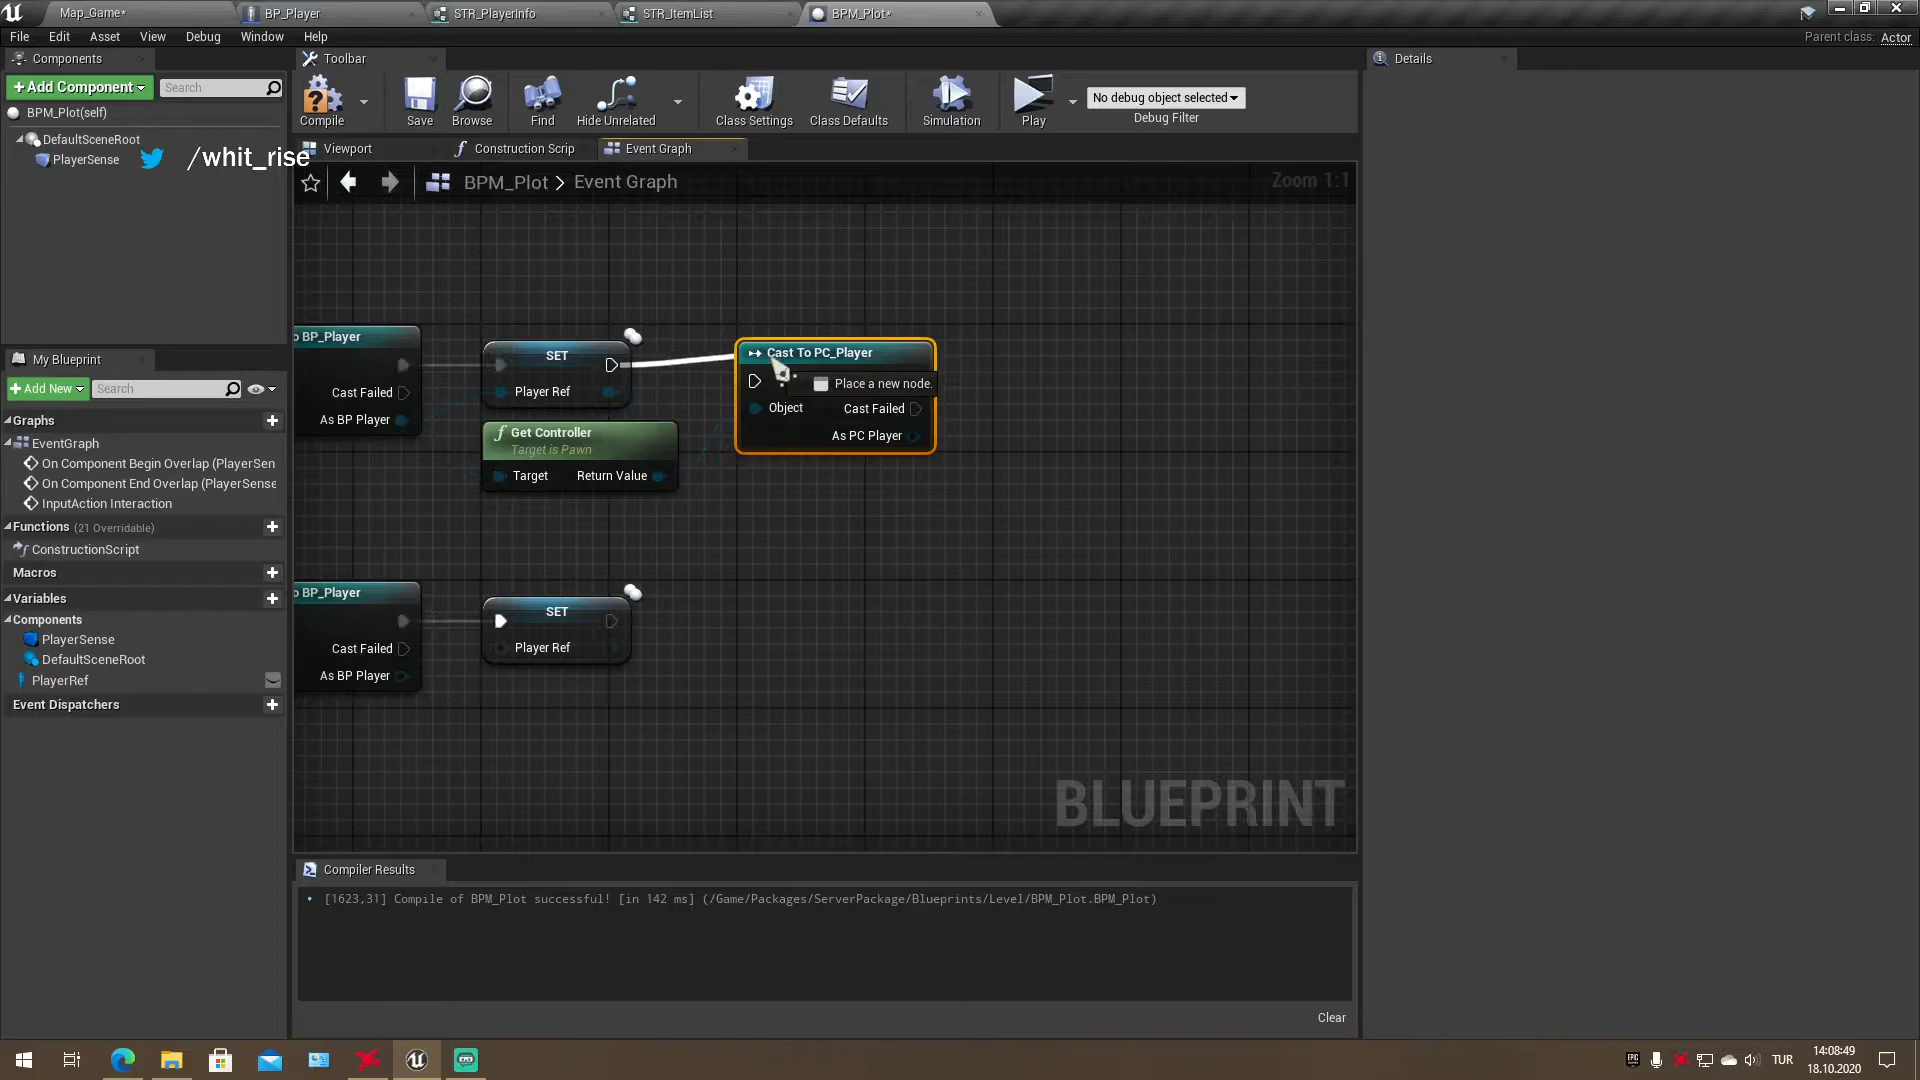 Map_Game*
BP_Player
STR_PlayerInfo
STR_ItemList
BPM_Plot*
File Edit Asset View Debug Window Help
Parent class: Actor
Components
Toolbar
Details
+Add Component
Search
BPM_Plot(self)
DefaultSceneRoot
PlayerSense
/whit_rise
Compile
Save
Browse
Find
Hide Unrelated
Class Settings
Class Defaults
Simulation
Play
No debug object selected
Debug Filter
Viewport
Construction Scrip
Event Graph
BPM_Plot > Event Graph
Zoom 1:1
o BP_Player
Cast Failed
As BP Player
SET
Player Ref
Get Controller
Target is Pawn
Target
Return Value
Cast To PC_Player
Place a new node.
Object
Cast Failed
As PC Player
o BP_Player
Cast Failed
As BP Player
SET
Player Ref
BLUEPRINT
My Blueprint
+Add New
Search
Graphs
EventGraph
On Component Begin Overlap (PlayerSen
On Component End Overlap (PlayerSense
InputAction Interaction
Functions (21 Overridable)
ConstructionScript
Macros
Variables
Components
PlayerSense
DefaultSceneRoot
PlayerRef
Event Dispatchers
Compiler Results
[1623,31] Compile of BPM_Plot successful! [in 142 ms] (/Game/Packages/ServerPackage/Blueprints/Level/BPM_Plot.BPM_Plot)
Clear
TUR
14:08:49
18.10.2020